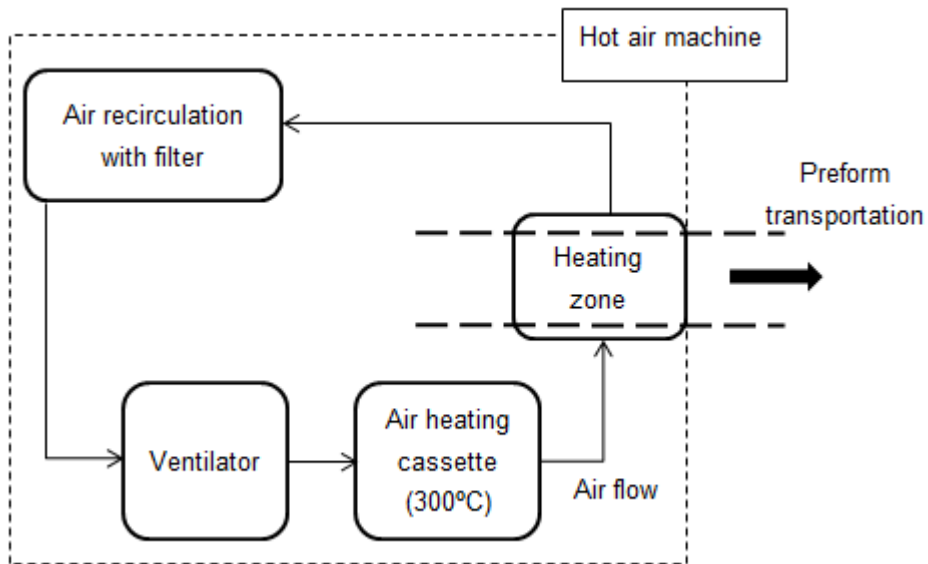 Hot air machine
Air recirculation
with filter
Preform
transportation
Heating
zone
Ventilator
Air heating
cassette
(300ºC)
Air flow